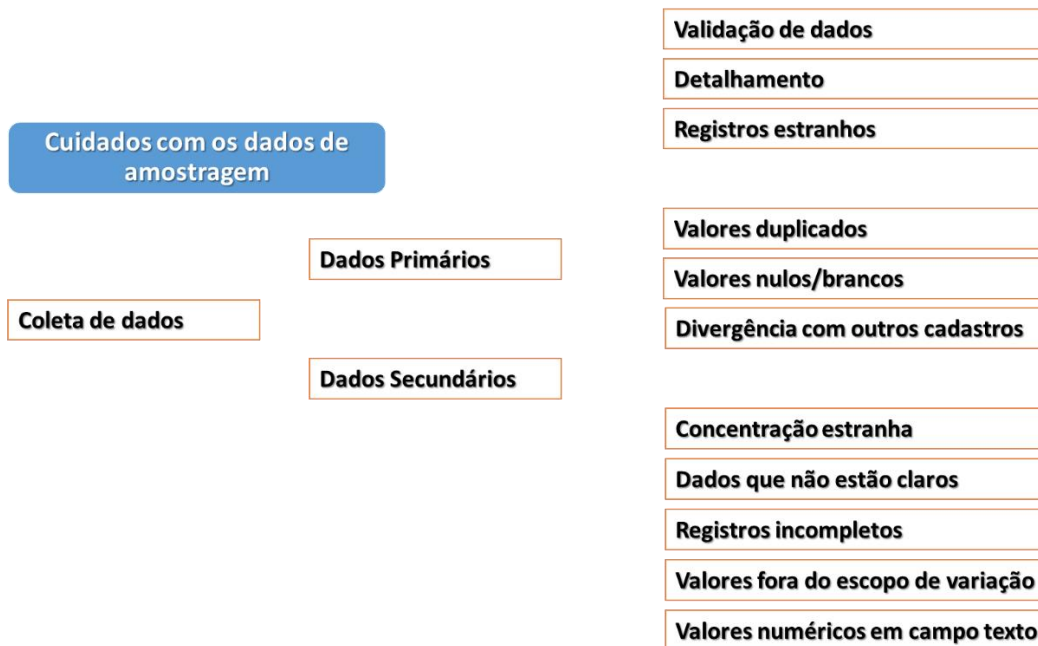 Cuidados com os dados de
amostragem
Coleta de dados
Dados Primários
Dados Secundários
Validação de dados
Detalhamento
Registros estranhos
Valores duplicados
Valores nulos/brancos
Divergência com outros cadastros
Concentração estranha
Dados que não estão claros
Registros incompletos
Valores fora do escopo de variação
Valores numéricos em campo texto